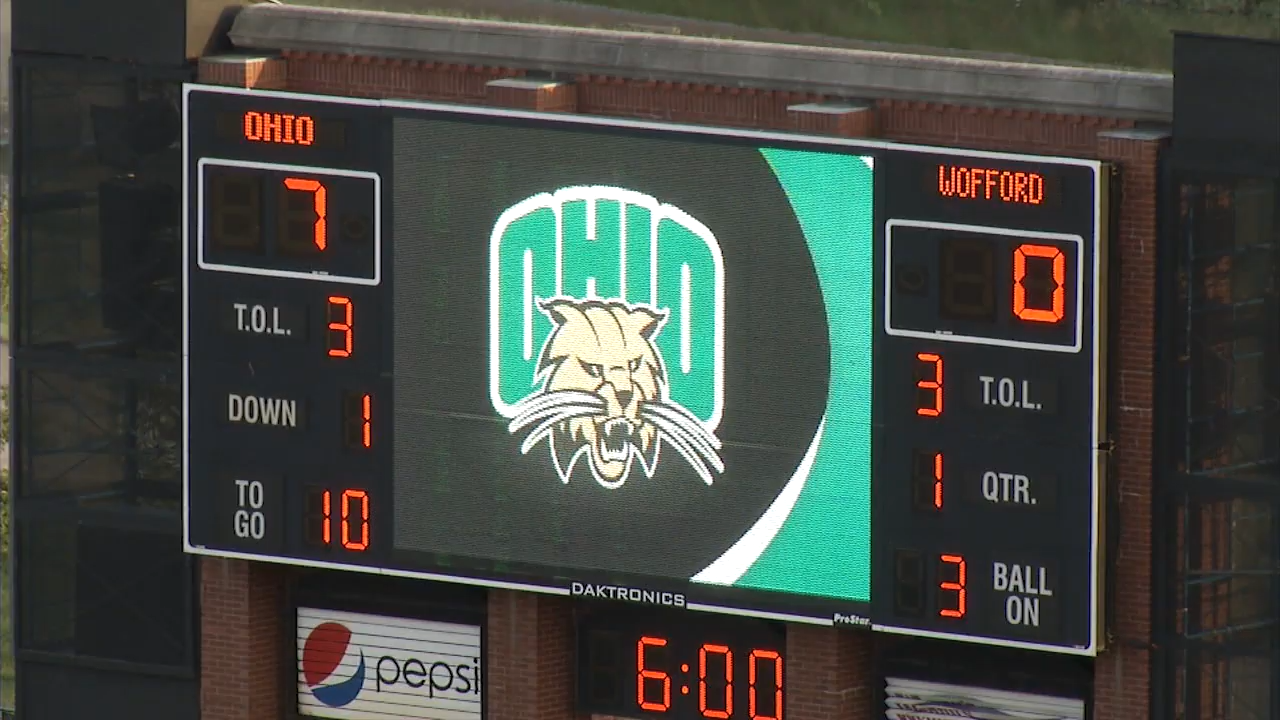 OHIO
7
T.O.L. 3
DOWN 1
TO GO 10
OHIO
WOFFORD
0
3 T.O.L.
1 QTR.
3 BALL ON
DAKTRONICS
ProStar
pepsi
6:00